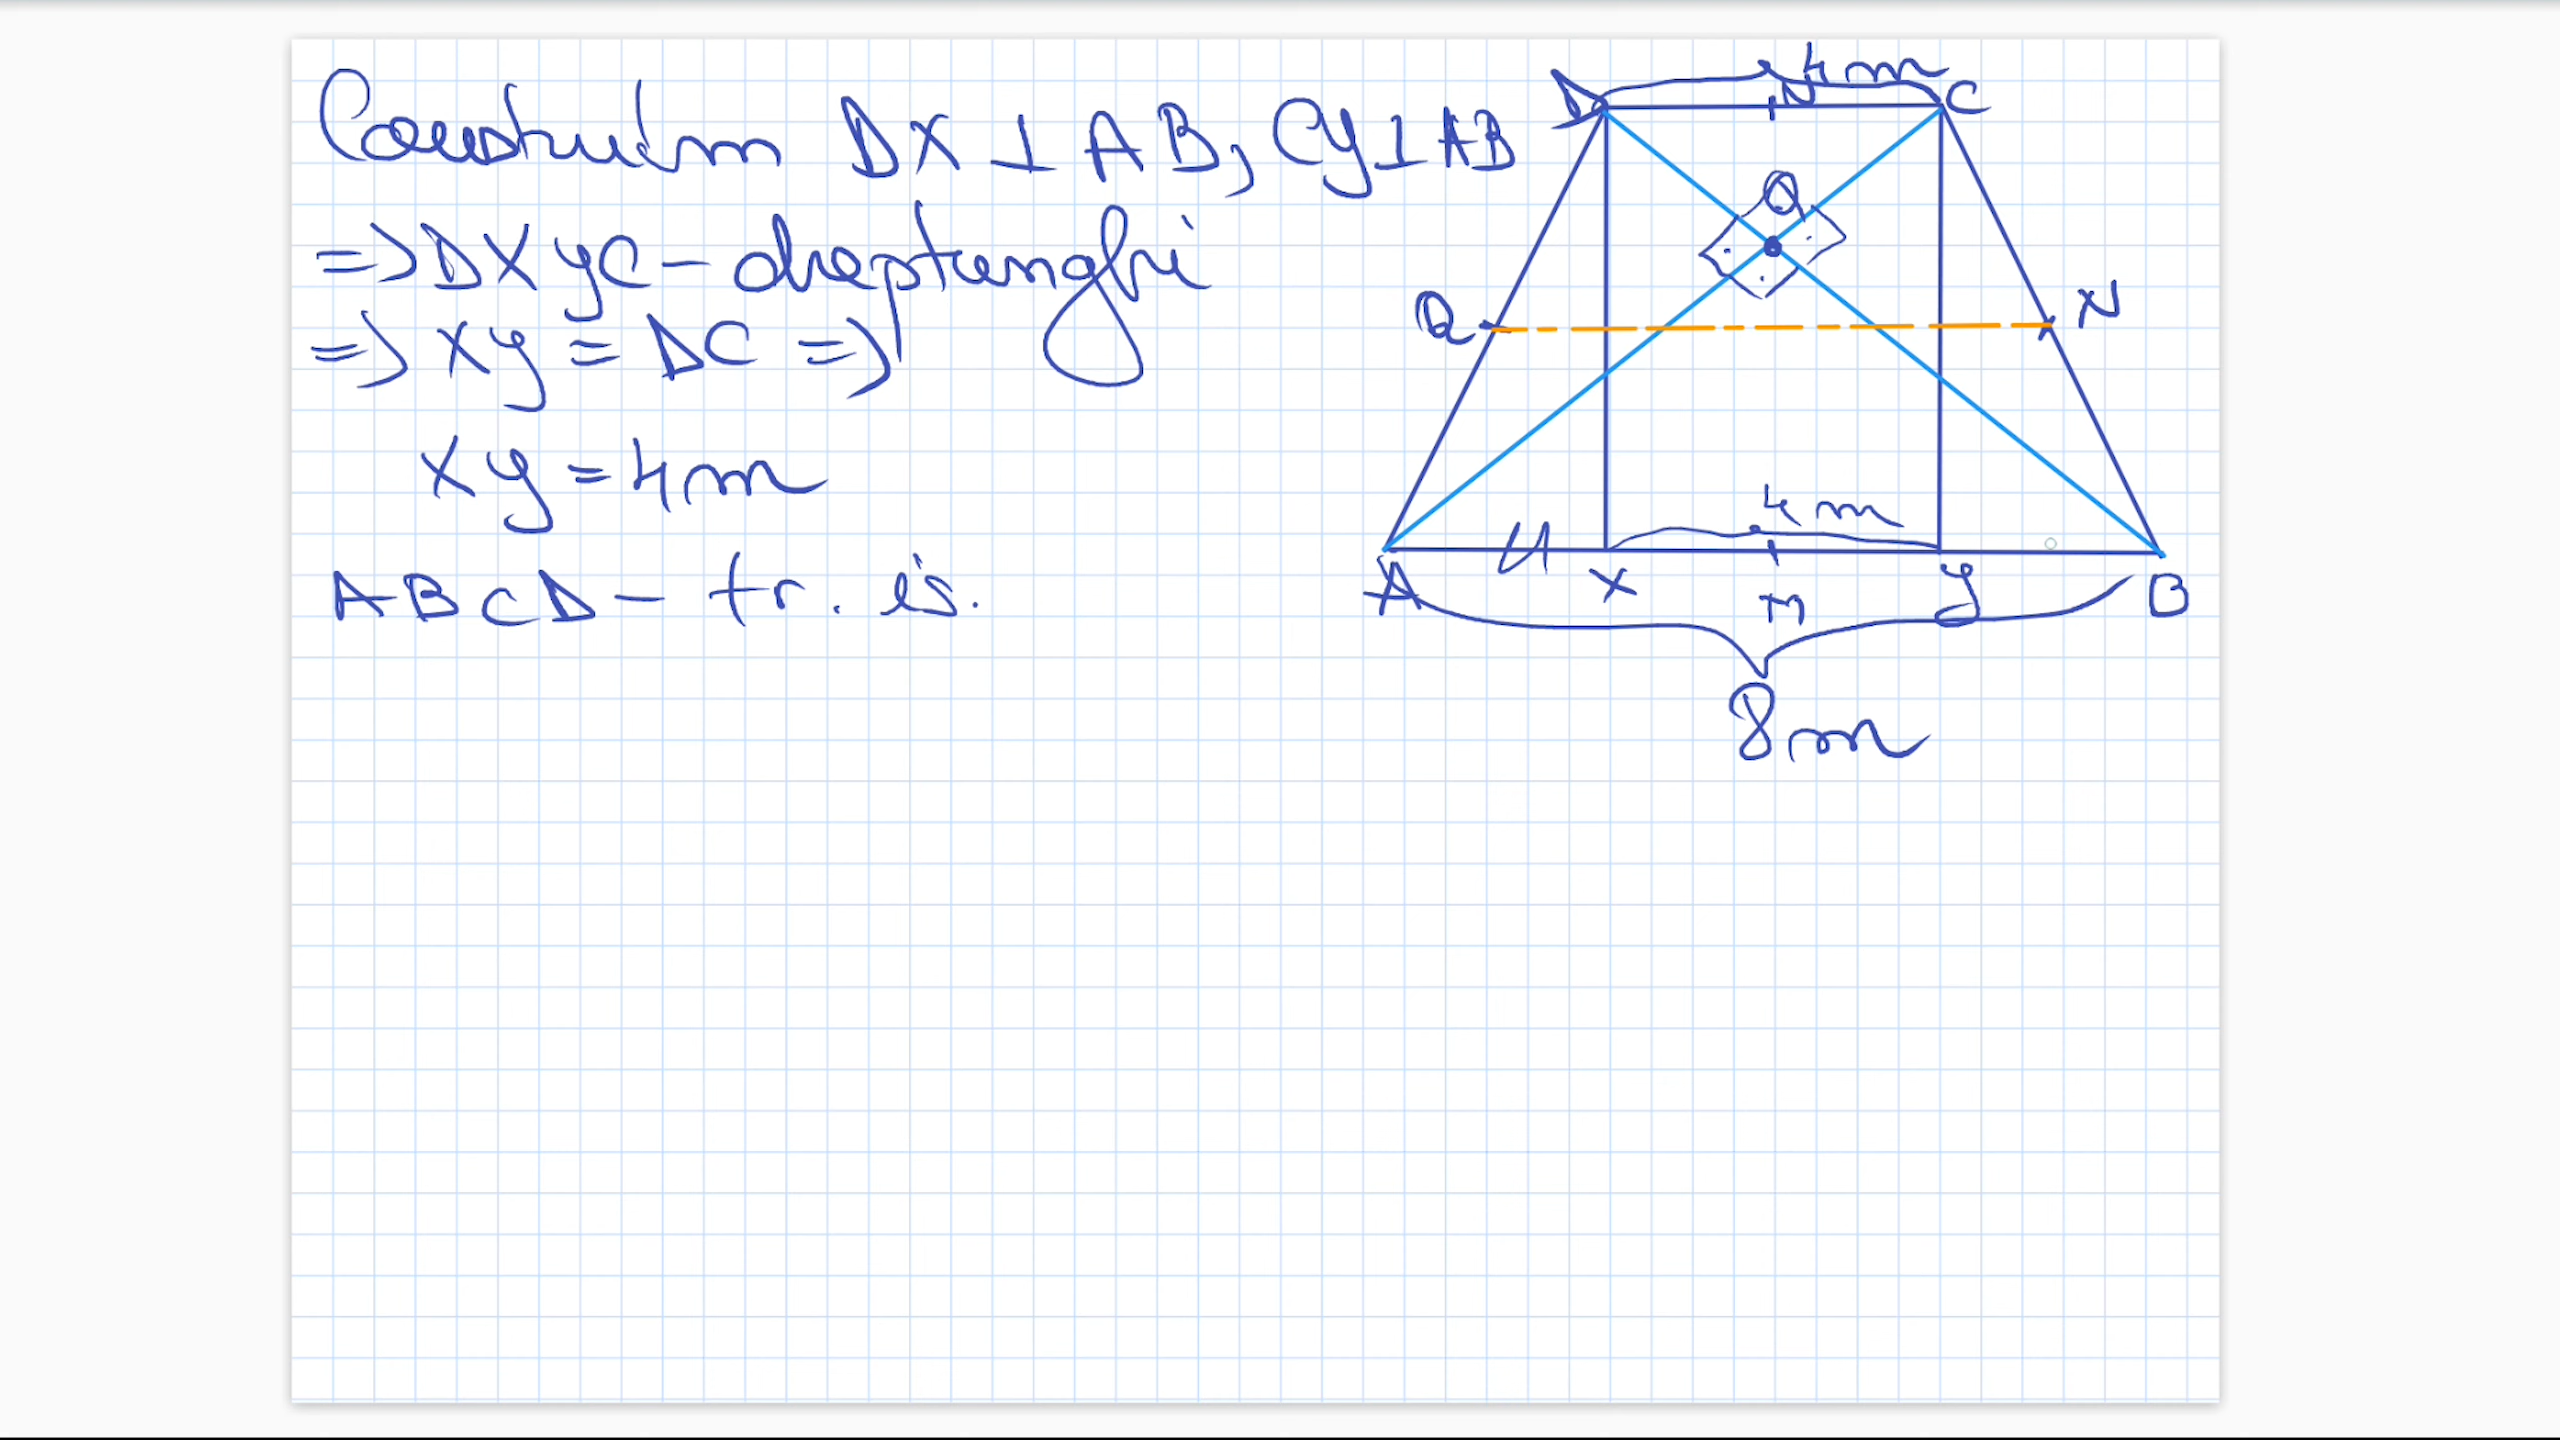 Construim DX ⊥ AB, CY ⊥ AB
=> DXYC - dreptunghi
=> XY = DC =>
XY = 4m
ABCD - tr. is.
4m
D N C
O
Q N
4m
A X M Y B
8m